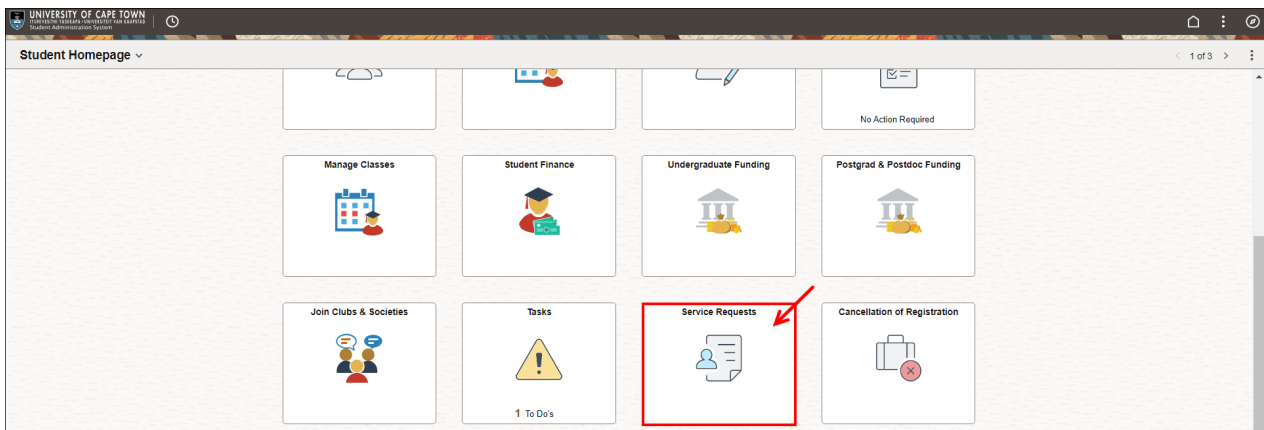 UNIVERSITY OF CAPE TOWN
IYUNIVESITHI YASEKAPA • UNIVERSITEIT VAN KAAPSTAD
Student Administration System
Student Homepage
1 of 3
No Action Required
Manage Classes
Student Finance
Undergraduate Funding
Postgrad & Postdoc Funding
Join Clubs & Societies
Tasks
Service Requests
Cancellation of Registration
1 To Do's